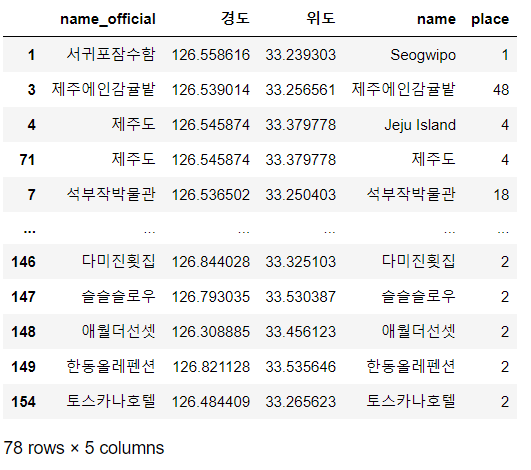 name_official 경도 위도 name place
1 서귀포잠수함 126.558616 33.239303 Seogwipo 1
3 제주에인감귤밭 126.539014 33.256561 제주에인감귤밭 48
4 제주도 126.545874 33.379778 Jeju Island 4
71 제주도 126.545874 33.379778 제주도 4
7 석부작박물관 126.536502 33.250403 석부작박물관 18
... ... ... ... ... ...
146 다미진횟집 126.844028 33.325103 다미진횟집 2
147 슬슬슬로우 126.793035 33.530387 슬슬슬로우 2
148 애월더선셋 126.308885 33.456123 애월더선셋 2
149 한동올레펜션 126.821128 33.535646 한동올레펜션 2
154 토스카나호텔 126.484409 33.265623 토스카나호텔 2
78 rows × 5 columns